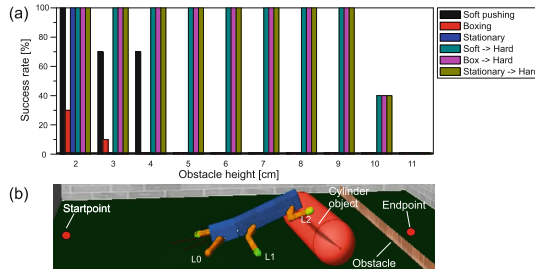 (a)
Success rate [%]
100
80
60
40
20
0
2 3 4 5 6 7 8 9 10 11
Obstacle height [cm]
Soft pushing
Boxing
Stationary
Soft -> Hard
Box -> Hard
Stationary -> Hard
(b)
Startpoint
L0
L1
L2
Cylinder
object
Endpoint
Obstacle